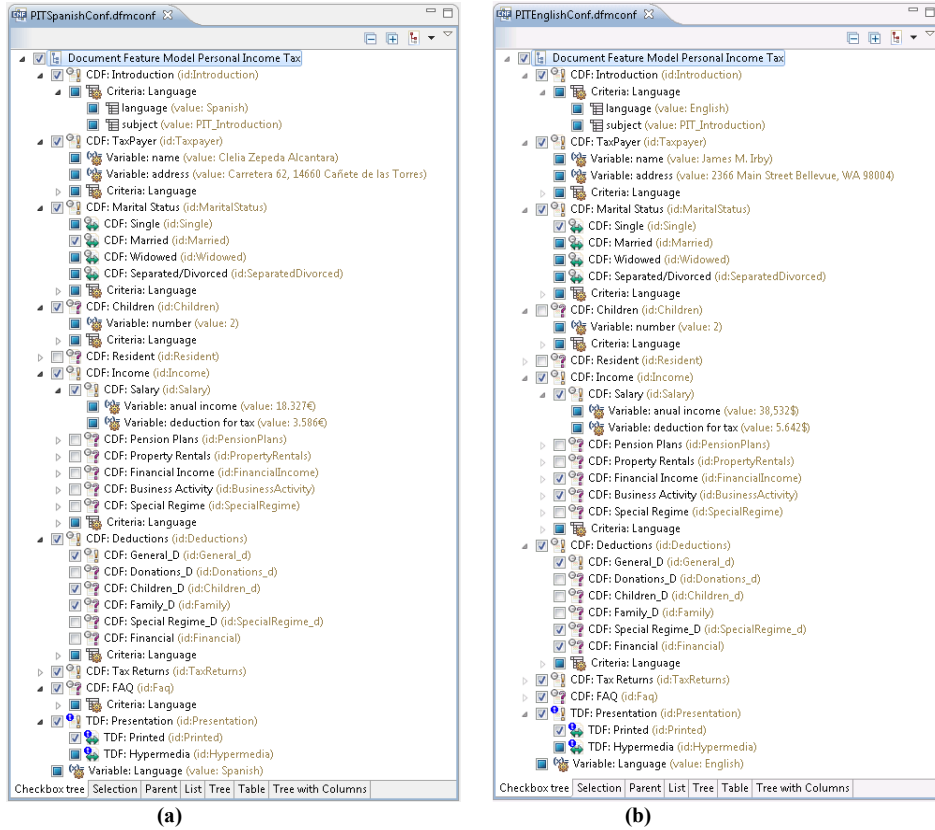 PITSpanishConf.dfmconf
Document Feature Model Personal Income Tax
CDF: Introduction (id:Introduction)
Criteria: Language
language (value: Spanish)
subject (value: PIT_Introduction)
CDF: TaxPayer (id:Taxpayer)
Variable: name (value: Clelia Zepeda Alcantara)
Variable: address (value: Carretera 62, 14660 Cañete de las Torres)
Criteria: Language
CDF: Marital Status (id:MaritalStatus)
CDF: Single (id:Single)
CDF: Married (id:Married)
CDF: Widowed (id:Widowed)
CDF: Separated/Divorced (id:SeparatedDivorced)
Criteria: Language
CDF: Children (id:Children)
Variable: number (value: 2)
Criteria: Language
CDF: Resident (id:Resident)
CDF: Income (id:Income)
CDF: Salary (id:Salary)
Variable: anual income (value: 18.327€)
Variable: deduction for tax (value: 3.586€)
CDF: Pension Plans (id:PensionPlans)
CDF: Property Rentals (id:PropertyRentals)
CDF: Financial Income (id:FinancialIncome)
CDF: Business Activity (id:BusinessActivity)
CDF: Special Regime (id:SpecialRegime)
Criteria: Language
CDF: Deductions (id:Deductions)
CDF: General_D (id:General_d)
CDF: Donations_D (id:Donations_d)
CDF: Children_D (id:Children_d)
CDF: Family_D (id:Family)
CDF: Special Regime_D (id:SpecialRegime_d)
CDF: Financial (id:Financial)
Criteria: Language
CDF: Tax Returns (id:TaxReturns)
CDF: FAQ (id:Faq)
Criteria: Language
TDF: Presentation (id:Presentation)
TDF: Printed (id:Printed)
TDF: Hypermedia (id:Hypermedia)
Variable: Language (value: Spanish)
Checkbox tree Selection Parent List Tree Table Tree with Columns
(a)
PITEnglishConf.dfmconf
Document Feature Model Personal Income Tax
CDF: Introduction (id:Introduction)
Criteria: Language
language (value: English)
subject (value: PIT_Introduction)
CDF: TaxPayer (id:Taxpayer)
Variable: name (value: James M. Irby)
Variable: address (value: 2366 Main Street Bellevue, WA 98004)
Criteria: Language
CDF: Marital Status (id:MaritalStatus)
CDF: Single (id:Single)
CDF: Married (id:Married)
CDF: Widowed (id:Widowed)
CDF: Separated/Divorced (id:SeparatedDivorced)
Criteria: Language
CDF: Children (id:Children)
Variable: number (value: 2)
Criteria: Language
CDF: Resident (id:Resident)
CDF: Income (id:Income)
CDF: Salary (id:Salary)
Variable: anual income (value: 38,532$)
Variable: deduction for tax (value: 5.642$)
CDF: Pension Plans (id:PensionPlans)
CDF: Property Rentals (id:PropertyRentals)
CDF: Financial Income (id:FinancialIncome)
CDF: Business Activity (id:BusinessActivity)
CDF: Special Regime (id:SpecialRegime)
Criteria: Language
CDF: Deductions (id:Deductions)
CDF: General_D (id:General_d)
CDF: Donations_D (id:Donations_d)
CDF: Children_D (id:Children_d)
CDF: Family_D (id:Family)
CDF: Special Regime_D (id:SpecialRegime_d)
CDF: Financial (id:Financial)
Criteria: Language
CDF: Tax Returns (id:TaxReturns)
CDF: FAQ (id:Faq)
TDF: Presentation (id:Presentation)
TDF: Printed (id:Printed)
TDF: Hypermedia (id:Hypermedia)
Variable: Language (value: English)
Checkbox tree Selection Parent List Tree Table Tree with Columns
(b)